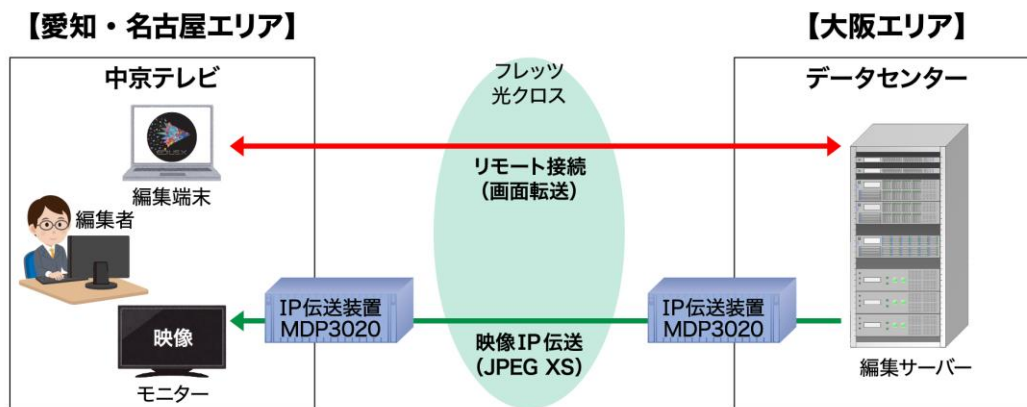 【愛知・名古屋エリア】
【大阪エリア】
中京テレビ
フレッツ
光クロス
データセンター
リモート接続
（画面転送）
編集端末
編集者
IP伝送装置
MDP3020
IP伝送装置
MDP3020
映像
映像IP伝送
（JPEG XS）
モニター
編集サーバー